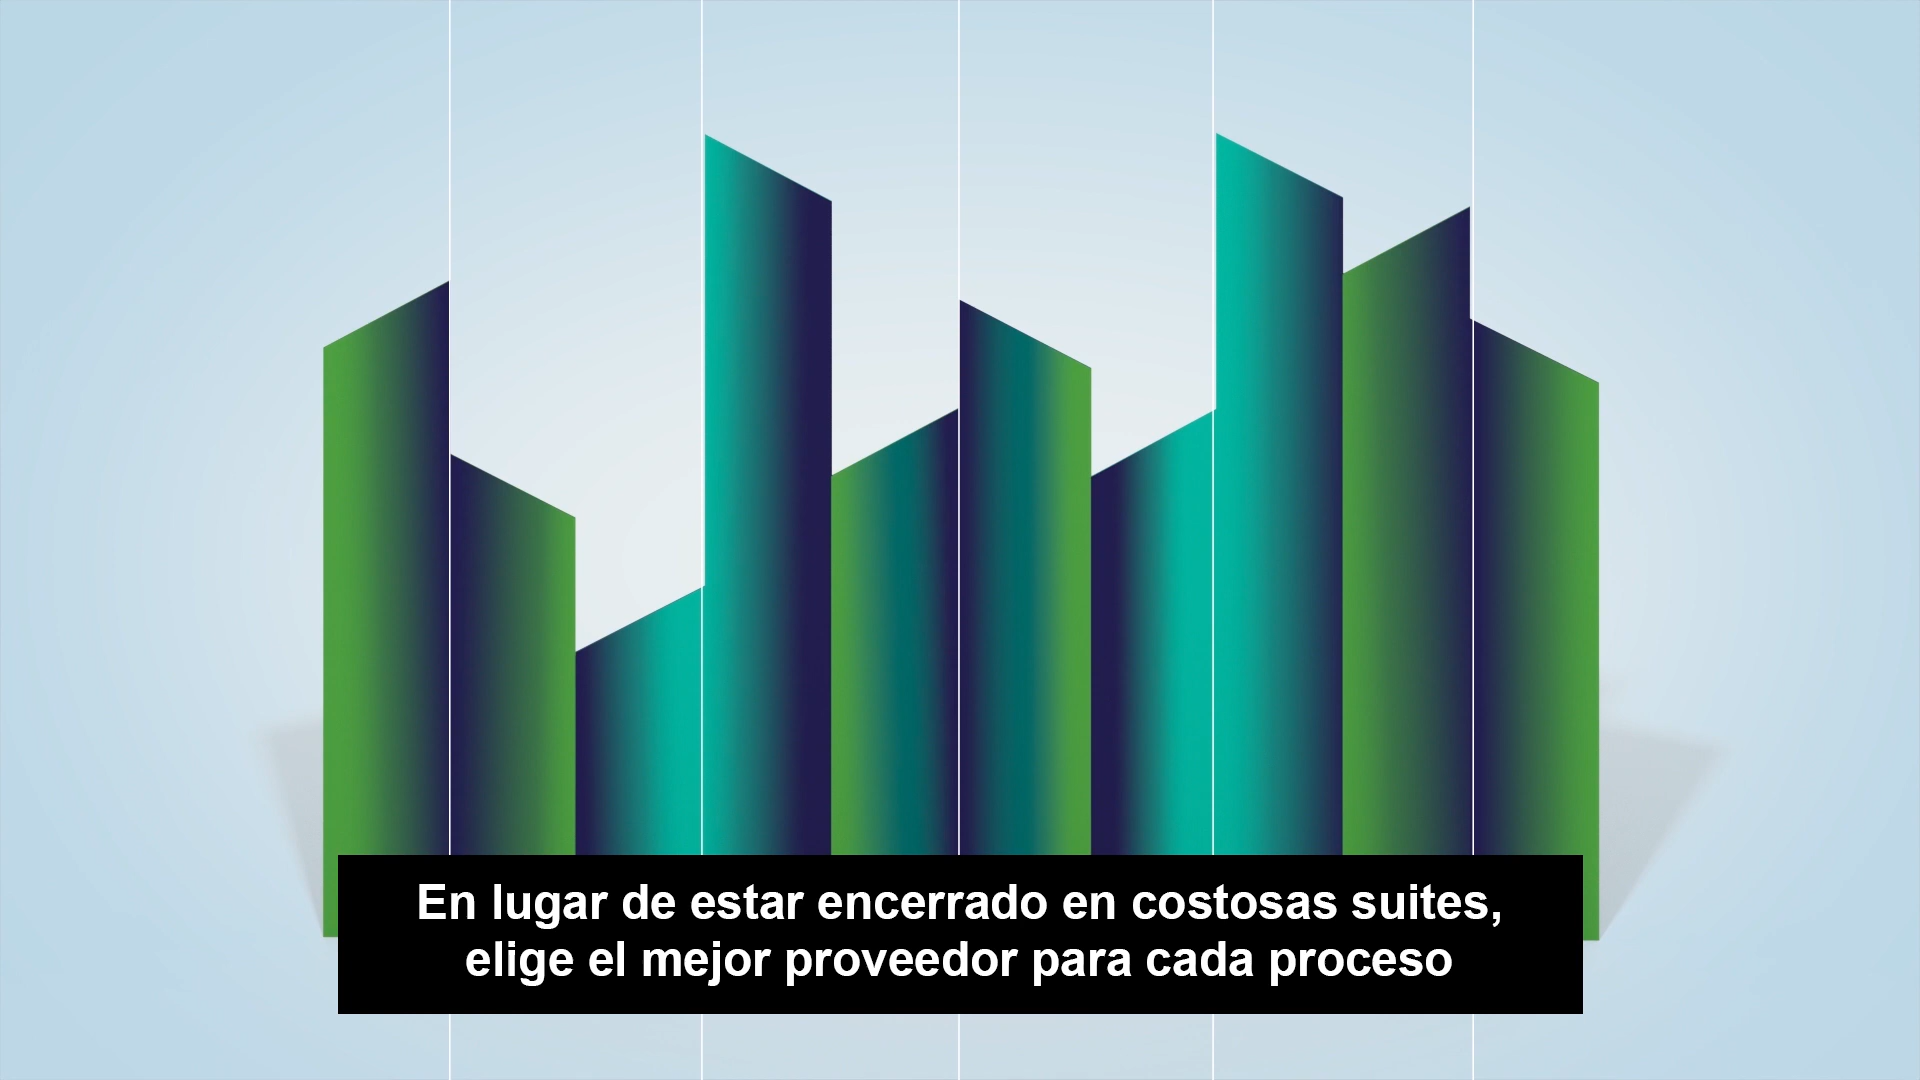 En lugar de estar encerrado en costosas suites,
elige el mejor proveedor para cada proceso